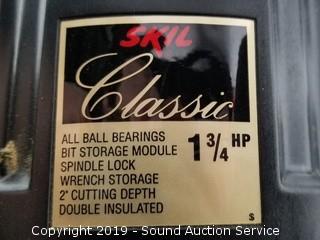 SKIL
Classic
ALL BALL BEARINGS
BIT STORAGE MODULE
SPINDLE LOCK
WRENCH STORAGE
2" CUTTING DEPTH
DOUBLE INSULATED
1 3/4 HP
S
Copyright 2019 - Sound Auction Service